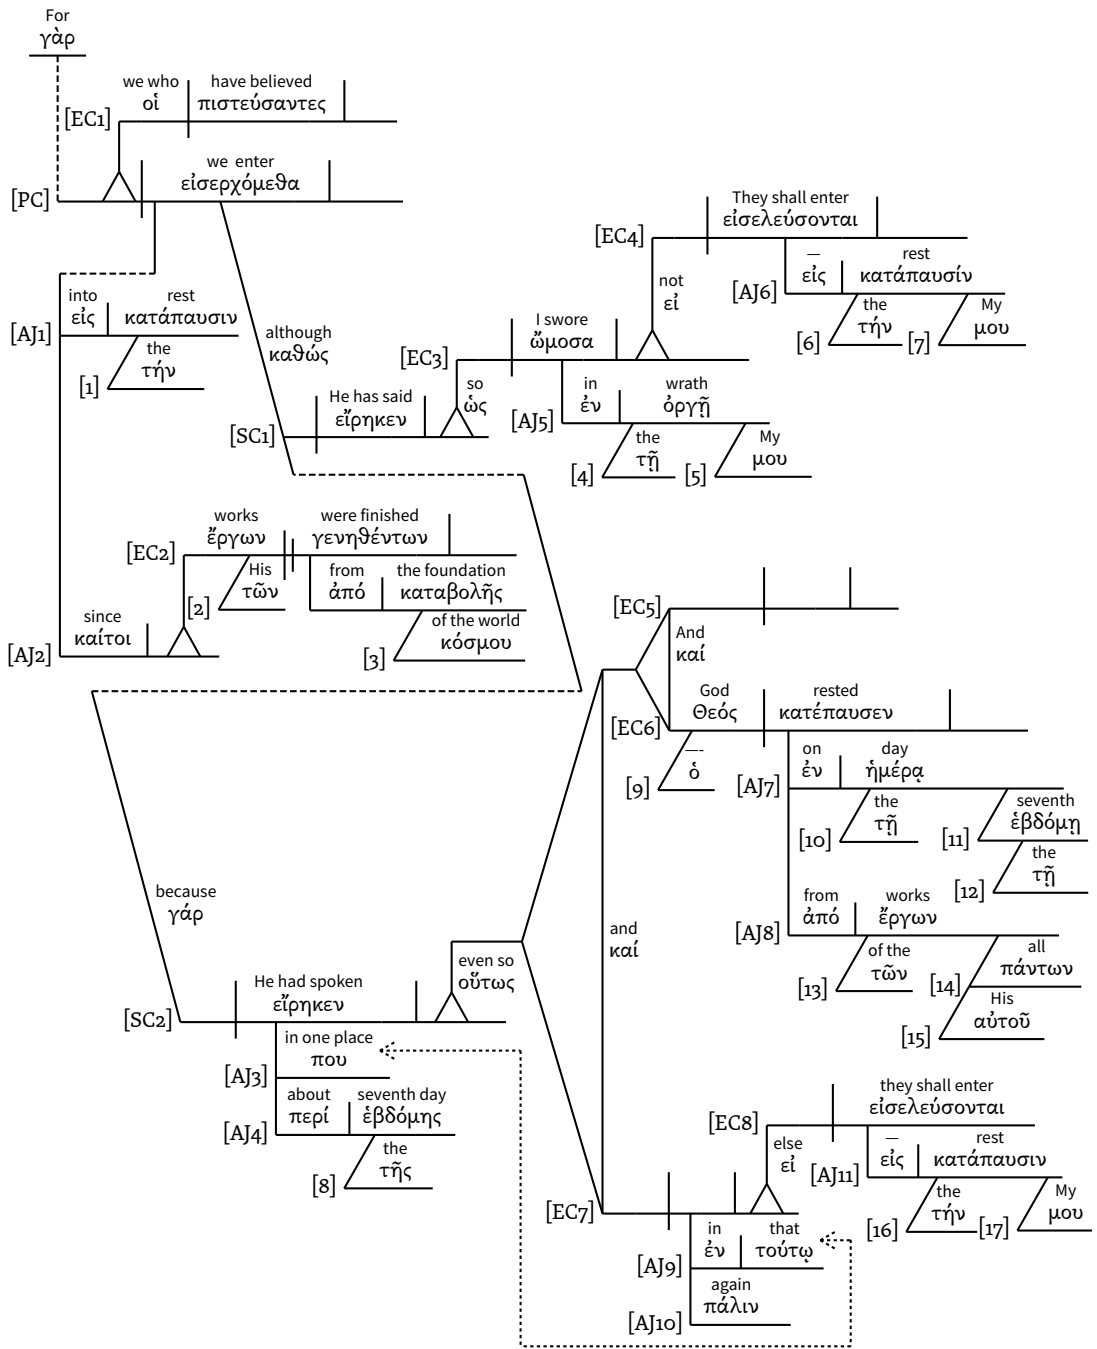 For
γὰρ
we who have believed
[EC1] οἱ πιστεύσαντες
we enter
[PC] εἰσερχόμεθα
into rest
[AJ1] εἰς κατάπαυσιν
the
[1] τήν
although
καθώς
He has said
[SC1] εἴρηκεν
so
ὡς
I swore
[EC3] ὤμοσα
in wrath
[AJ5] ἐν ὀργῇ
the
[4] τῇ
My
[5] μου
not
εἰ
They shall enter
[EC4] εἰσελεύσονται
— rest
[AJ6] εἰς κατάπαυσίν
the
[6] τήν
My
[7] μου
works were finished
[EC2] ἔργων γενηθέντων
His
[2] τῶν
from the foundation
ἀπό καταβολῆς
of the world
[3] κόσμου
since
[AJ2] καίτοι
because
γάρ
He had spoken
[SC2] εἴρηκεν
even so
οὕτως
in one place
[AJ3] που
about seventh day
[AJ4] περί ἑβδόμης
the
[8] τῆς
[EC5]
And
καί
God rested
[EC6] Θεός κατέπαυσεν
—-
[9] ὁ
on day
[AJ7] ἐν ἡμέρᾳ
the
[10] τῇ
seventh
[11] ἑβδόμῃ
the
[12] τῇ
from works
[AJ8] ἀπό ἔργων
of the
[13] τῶν
all
[14] πάντων
His
[15] αὐτοῦ
and
καί
[EC7]
in that
[AJ9] ἐν τούτῳ
again
[AJ10] πάλιν
else
εἰ
they shall enter
[EC8] εἰσελεύσονται
— rest
[AJ11] εἰς κατάπαυσιν
the
[16] τήν
My
[17] μου